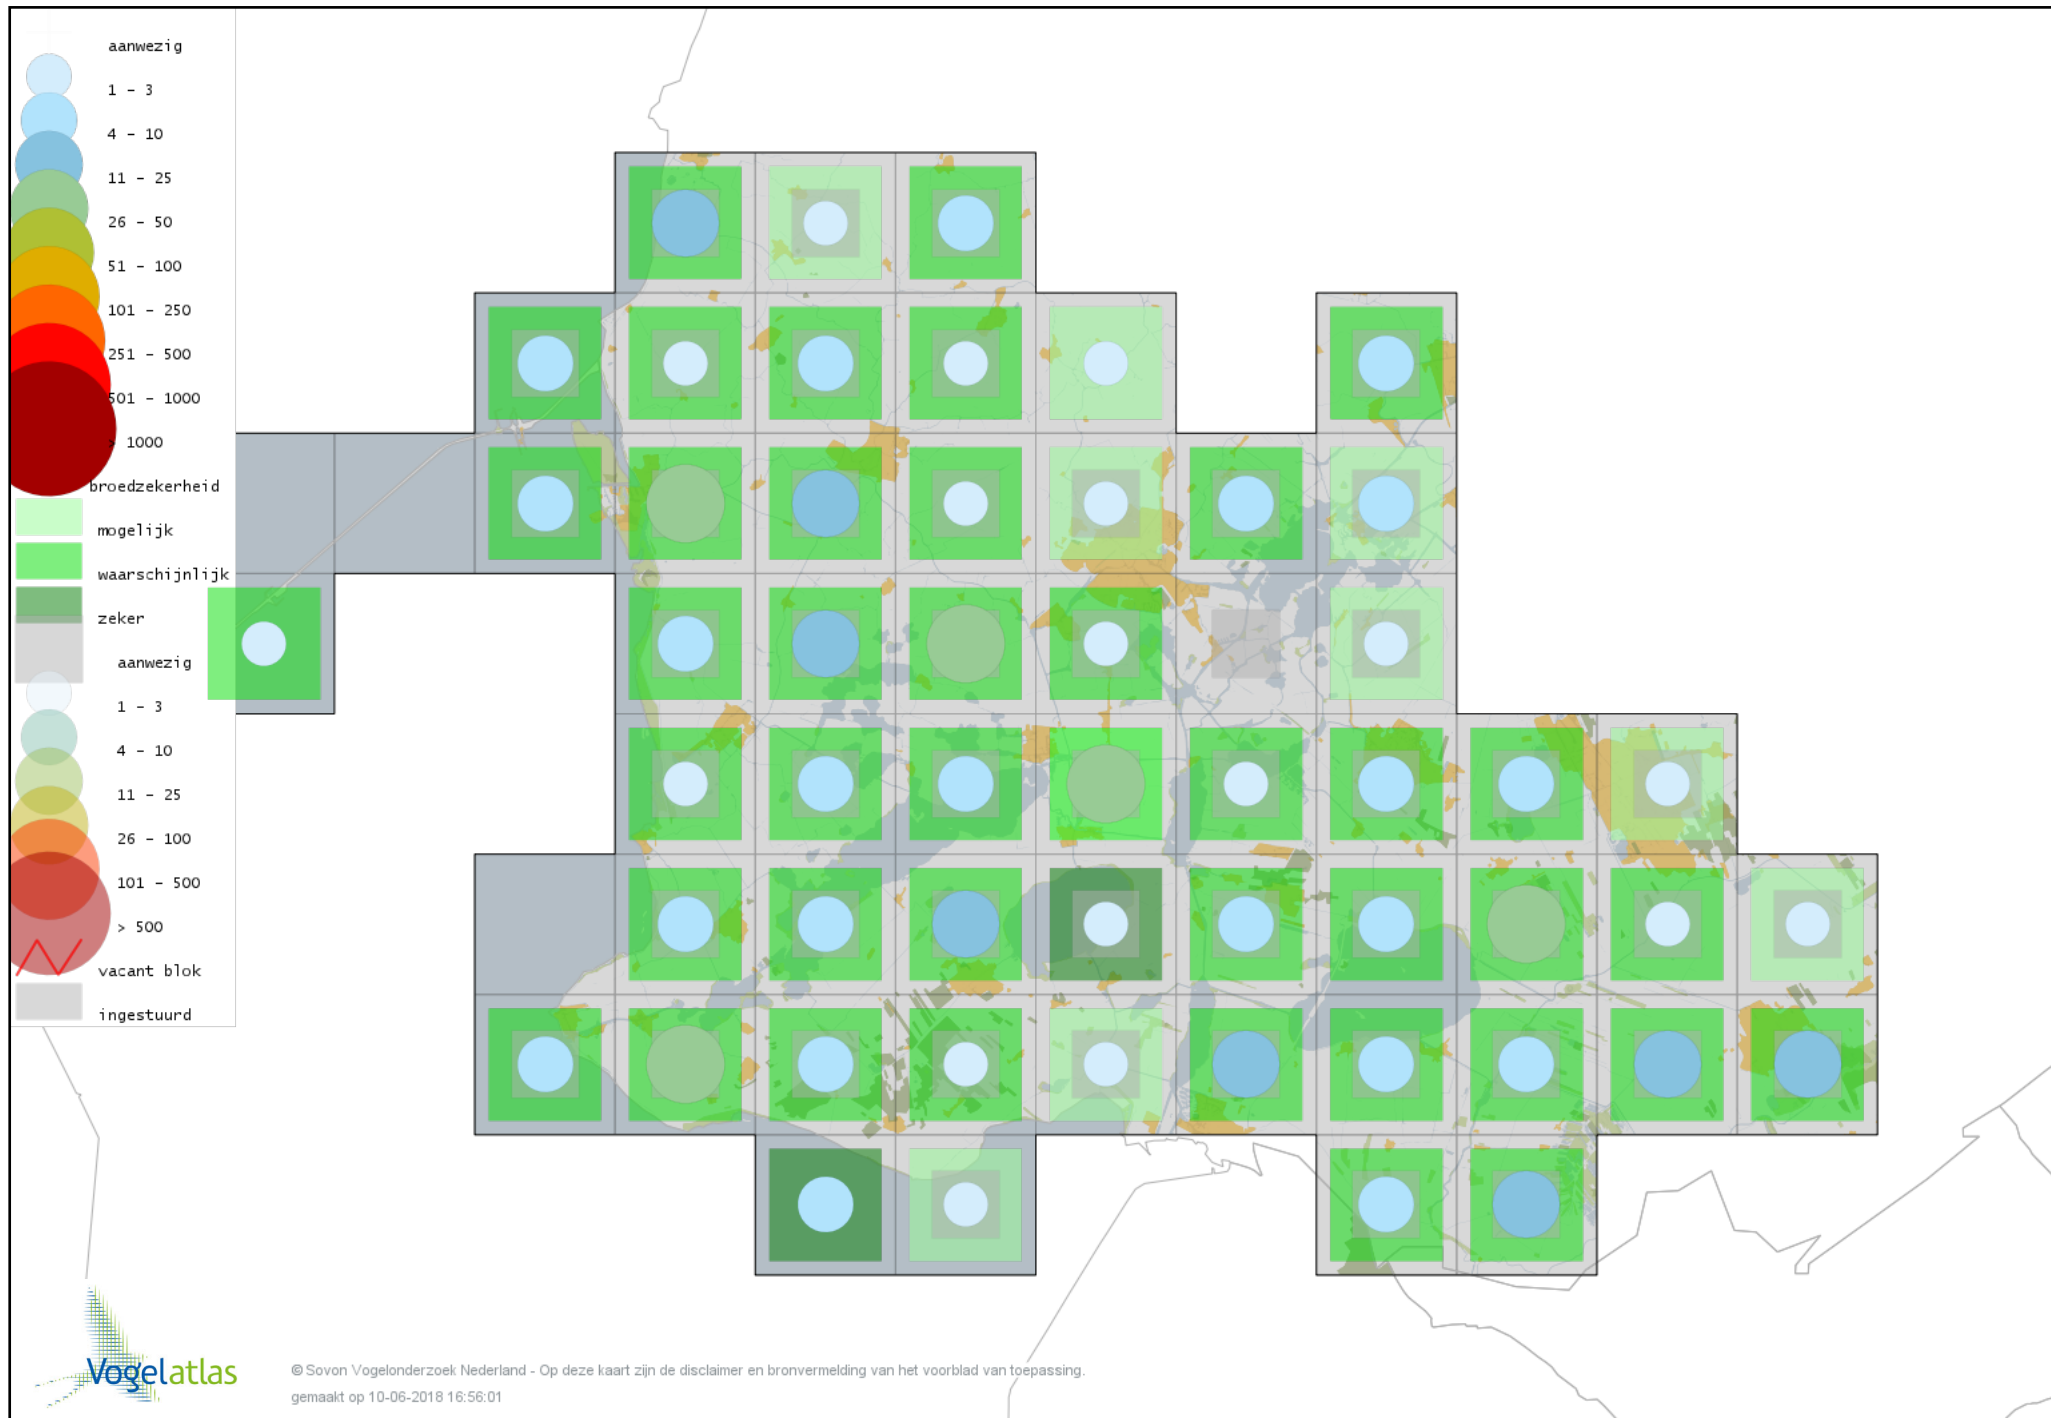 aanwezig
1 - 3
4 - 10
11 - 25
26 - 50
51 - 100
101 - 250
251 - 500
501 - 1000
> 1000
broedzekerheid
mogelijk
waarschijnlijk
zeker
aanwezig
1 - 3
4 - 10
11 - 25
26 - 100
101 - 500
> 500
vacant blok
ingestuurd
Vogelatlas
© Sovon Vogelonderzoek Nederland - Op deze kaart zijn de disclaimer en bronvermelding van het voorblad van toepassing.
gemaakt op 10-06-2018 16:56:01